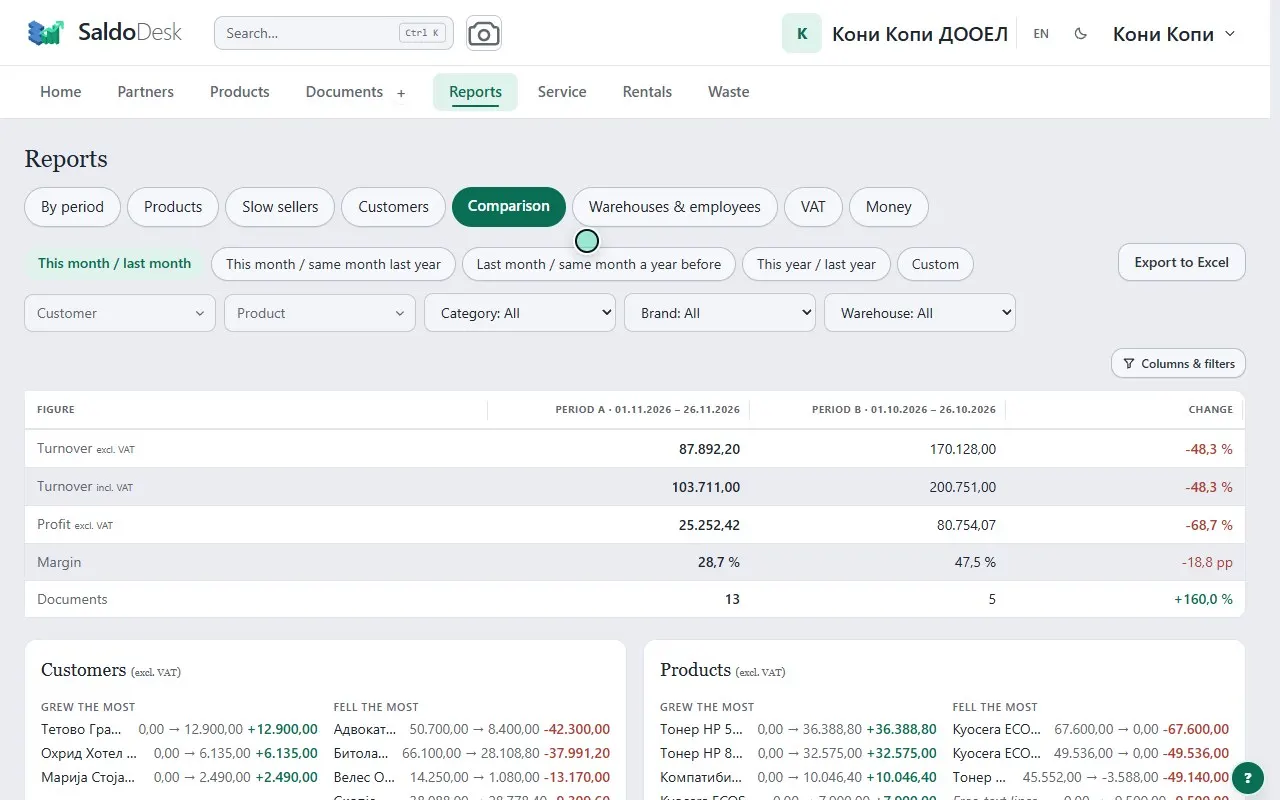 SaldoDesk
Search... Ctrl K
K Кони Копи ДООЕЛ EN Кони Копи
Home Partners Products Documents + Reports Service Rentals Waste
Reports
By period Products Slow sellers Customers Comparison Warehouses & employees VAT Money
This month / last month This month / same month last year Last month / same month a year before This year / last year Custom Export to Excel
Customer Product Category: All Brand: All Warehouse: All
Columns & filters
FIGURE PERIOD A · 01.11.2026 – 26.11.2026 PERIOD B · 01.10.2026 – 26.10.2026 CHANGE
Turnover excl. VAT 87.892,20 170.128,00 -48,3 %
Turnover incl. VAT 103.711,00 200.751,00 -48,3 %
Profit excl. VAT 25.252,42 80.754,07 -68,7 %
Margin 28,7 % 47,5 % -18,8 pp
Documents 13 5 +160,0 %
Customers (excl. VAT) Products (excl. VAT)
GREW THE MOST FELL THE MOST GREW THE MOST FELL THE MOST
Тетово Гра... 0,00 → 12.900,00 +12.900,00 Адвокат... 50.700,00 → 8.400,00 -42.300,00 Тонер HP 5... 0,00 → 36.388,80 +36.388,80 Kyocera ECO... 67.600,00 → 0,00 -67.600,00
Охрид Хотел ... 0,00 → 6.135,00 +6.135,00 Битола... 66.100,00 → 28.108,80 -37.991,20 Тонер HP 8... 0,00 → 32.575,00 +32.575,00 Kyocera ECO... 49.536,00 → 0,00 -49.536,00
Марија Стоја... 0,00 → 2.490,00 +2.490,00 Велес О... 14.250,00 → 1.080,00 -13.170,00 Компатиби... 0,00 → 10.046,40 +10.046,40 Тонер ... 45.552,00 → -3.588,00 -49.140,00
?